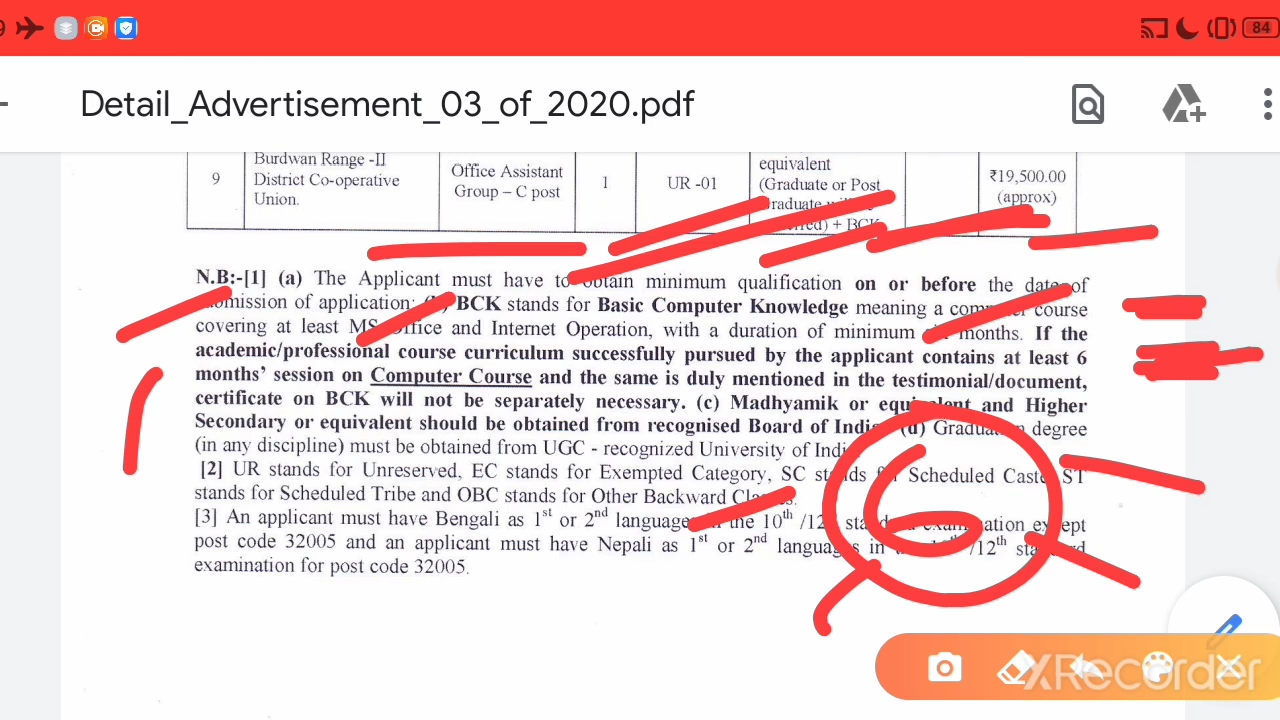 9
84
Detail_Advertisement_03_of_2020.pdf
9 Burdwan Range -II District Co-operative Union. Office Assistant Group – C post 1 UR -01 equivalent (Graduate or Post + BCK ₹19,500.00 (approx)
N.B:-[1] (a) The Applicant must have to obtain minimum qualification on or before the date of
submission of application; BCK stands for Basic Computer Knowledge meaning a computer course
covering at least MS Office and Internet Operation, with a duration of minimum months. If the
academic/professional course curriculum successfully pursued by the applicant contains at least 6
months’ session on Computer Course and the same is duly mentioned in the testimonial/document,
certificate on BCK will not be separately necessary. (c) Madhyamik or equivalent and Higher
Secondary or equivalent should be obtained from recognised Board of India. (d) Graduation degree
(in any discipline) must be obtained from UGC - recognized University of India.
[2] UR stands for Unreserved, EC stands for Exempted Category, SC stands for Scheduled Caste, ST
stands for Scheduled Tribe and OBC stands for Other Backward Classes.
[3] An applicant must have Bengali as 1st or 2nd languages in the 10th /12th standard examination except
post code 32005 and an applicant must have Nepali as 1st or 2nd languages in the 10th /12th standard
examination for post code 32005.
6
XRecorder